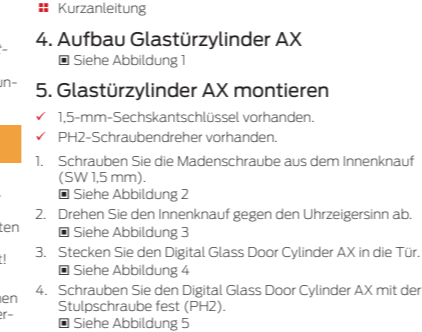 Kurzanleitung
4. Aufbau Glastürzylinder AX
Siehe Abbildung 1
5. Glastürzylinder AX montieren
✓ 1,5-mm-Sechskantschlüssel vorhanden.
✓ PH2-Schraubendreher vorhanden.
1. Schrauben Sie die Madenschraube aus dem Innenknauf
(SW 1,5 mm).
Siehe Abbildung 2
2. Drehen Sie den Innenknauf gegen den Uhrzeigersinn ab.
Siehe Abbildung 3
3. Stecken Sie den Digital Glass Door Cylinder AX in die Tür.
Siehe Abbildung 4
4. Schrauben Sie den Digital Glass Door Cylinder AX mit der
Stulpschraube fest (PH2).
Siehe Abbildung 5